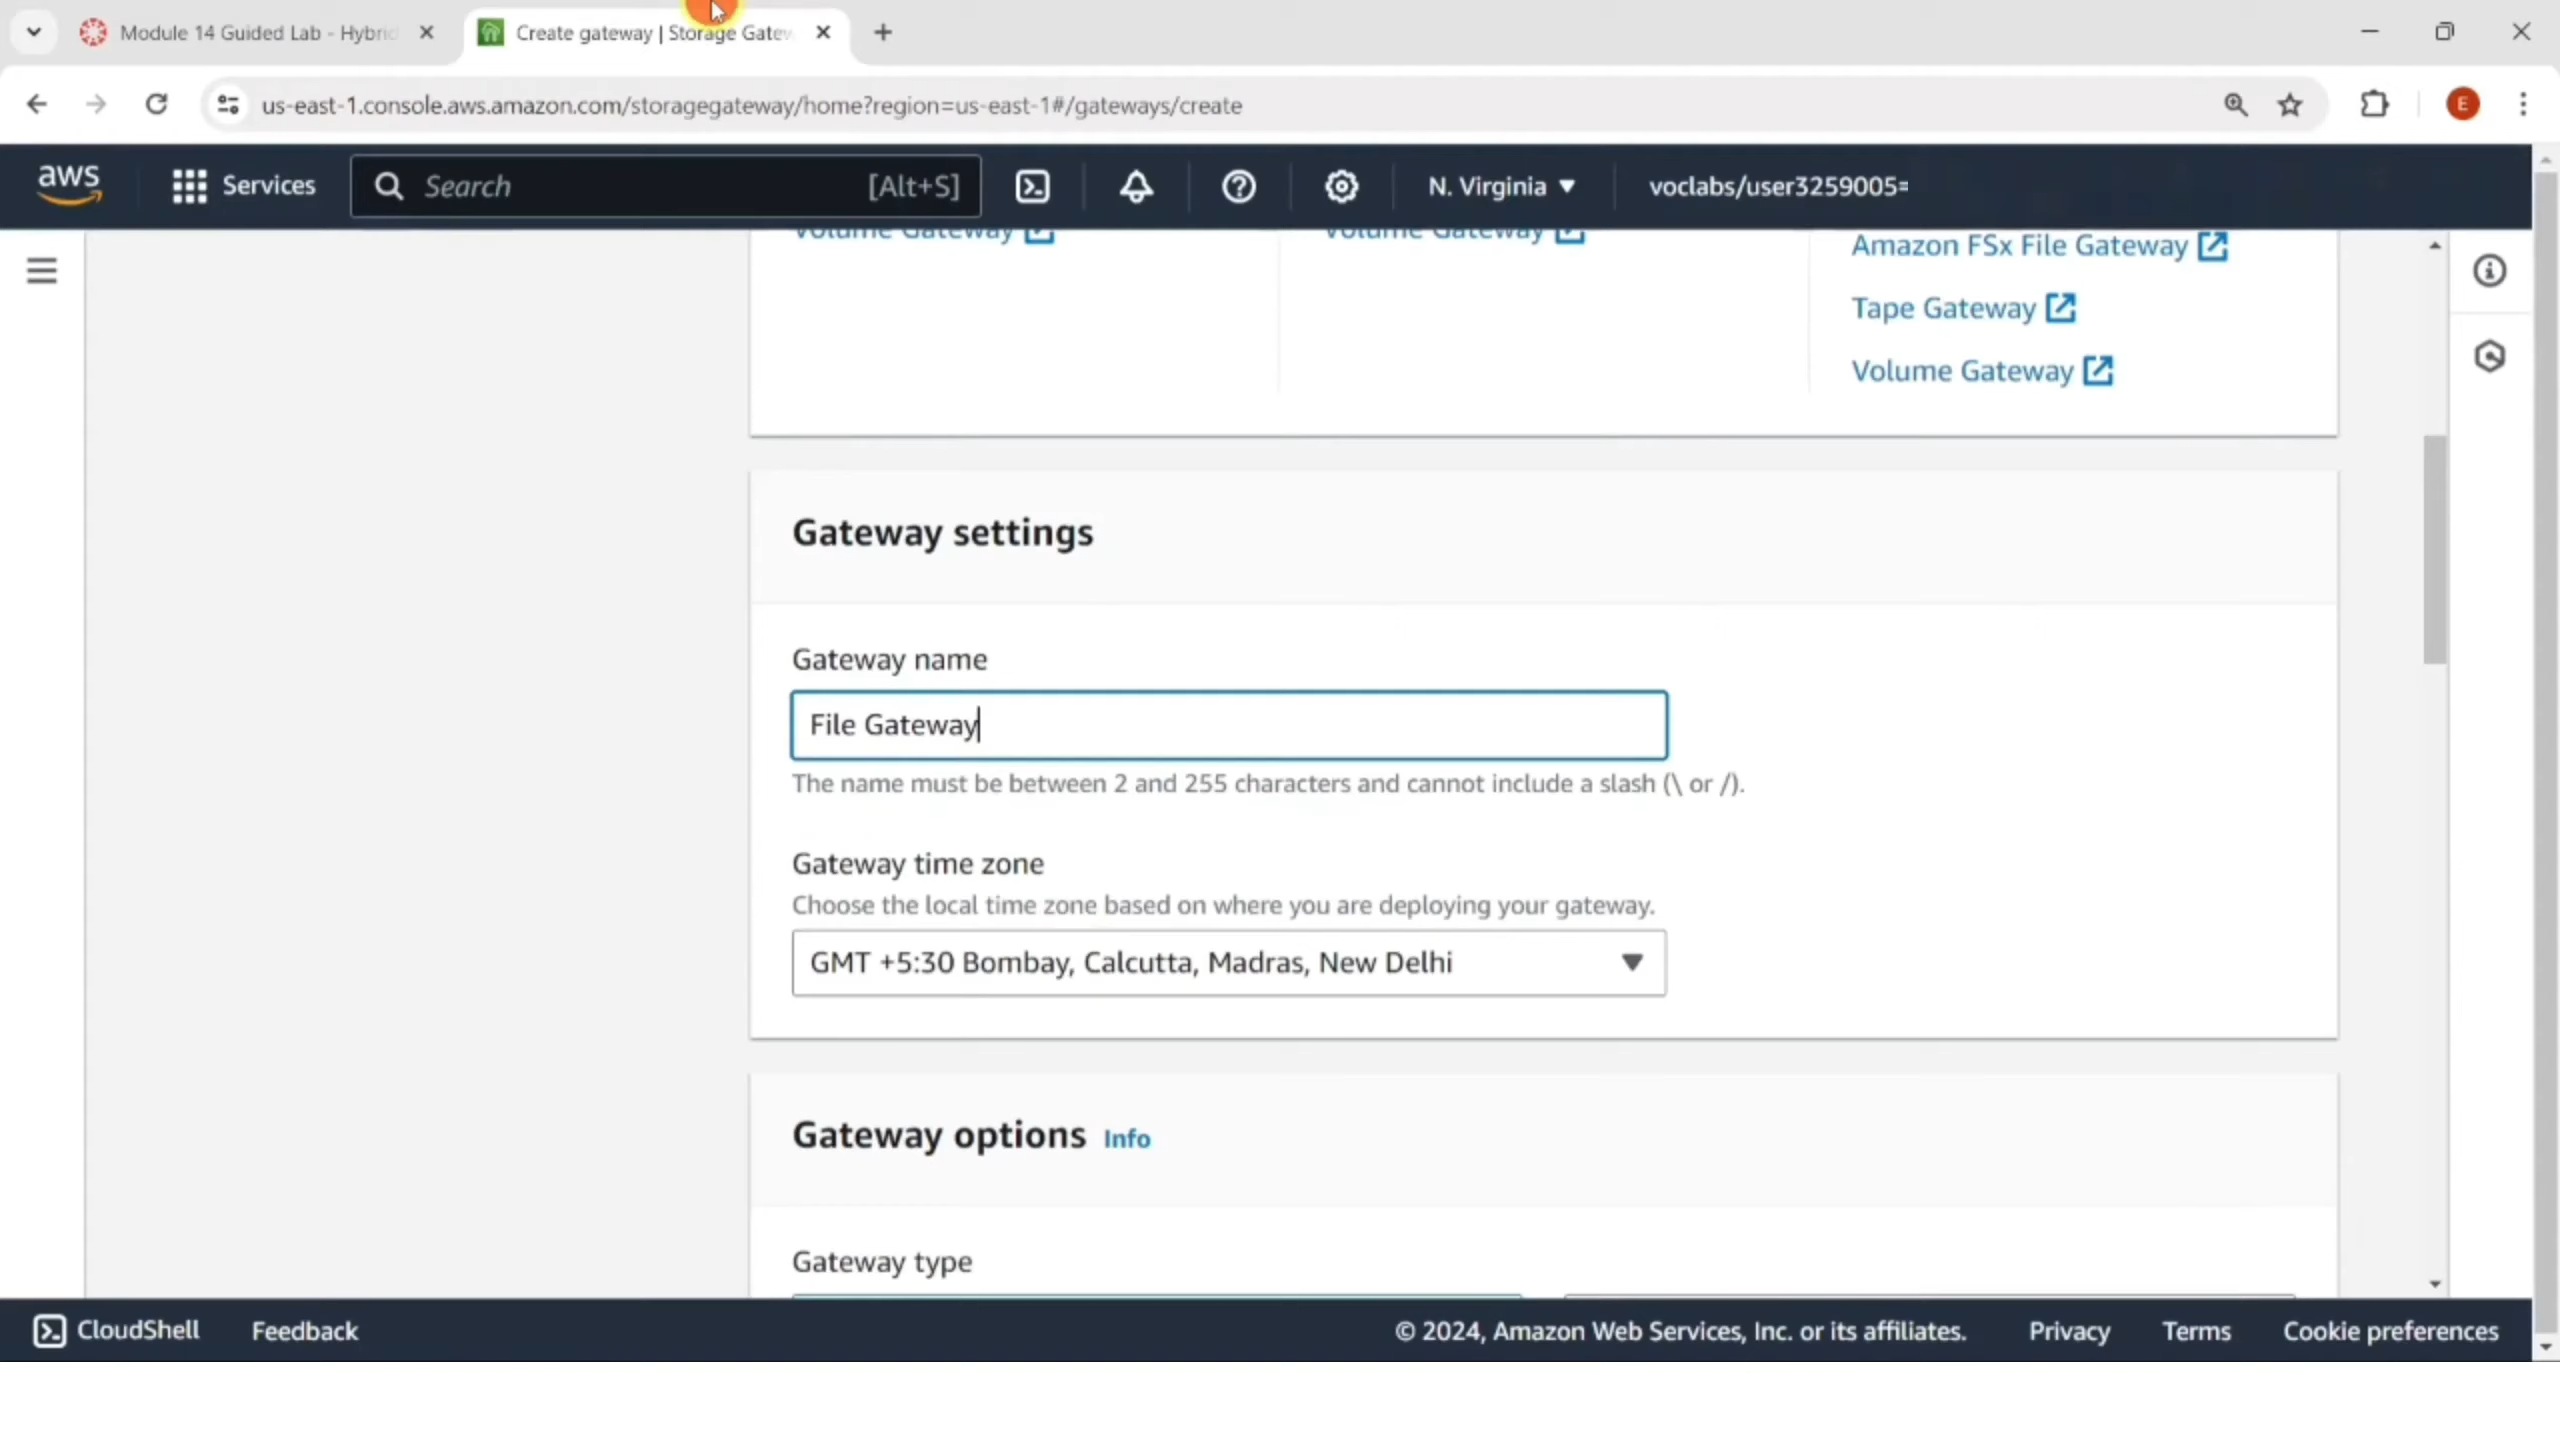 Module 14 Guided Lab - Hybri
Create gateway | Storage Gatew
us-east-1.console.aws.amazon.com/storagegateway/home?region=us-east-1#/gateways/create
E
aws
Services
Search
[Alt+S]
N. Virginia
voclabs/user3259005=
Volume Gateway
Volume Gateway
Amazon FSx File Gateway
Tape Gateway
Volume Gateway
Gateway settings
Gateway name
File Gateway
The name must be between 2 and 255 characters and cannot include a slash (\ or /).
Gateway time zone
Choose the local time zone based on where you are deploying your gateway.
GMT +5:30 Bombay, Calcutta, Madras, New Delhi
Gateway options Info
Gateway type
CloudShell
Feedback
© 2024, Amazon Web Services, Inc. or its affiliates.
Privacy
Terms
Cookie preferences